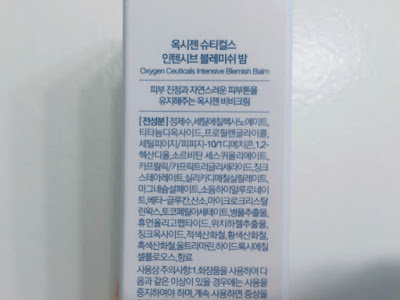 옥시젠 슈티컬스
인텐시브 블레미쉬 밤
Oxygen Ceuticals Intensive Blemish Balm
피부 진정과 자연스러운 피부톤을
유지해주는 옥시젠 비비크림
[전성분] 정제수,세틸에칠헥사노에이트,
티타늄디옥사이드,프로필렌글라이콜,
세틸피이지/피피지-10/1디메치콘,1,2-
헥산디올,소르비탄 세스퀴올리에이트,
카프릴릭/카프릭트리글리세라이드,징크
스테아레이트,실리카디메칠실릴레이트,
마그네슘설페이트,소듐하이알루로네이
트,베타-글루칸,산소,마이크로크리스탈
린왁스,토코페릴아세테이트,병풀추출물,
휴먼올리고펩타이드,위치하젤추출물,
징크옥사이드,적색산화철,황색산화철,
흑색산화철,울트라마린,하이드록시에칠
셀룰로오스,향료
사용상 주의사항:1.화장품을 사용하여 다
음과 같은 이상이 있을 경우에는 사용을
중지하여야 하며,계속 사용하면 증상을